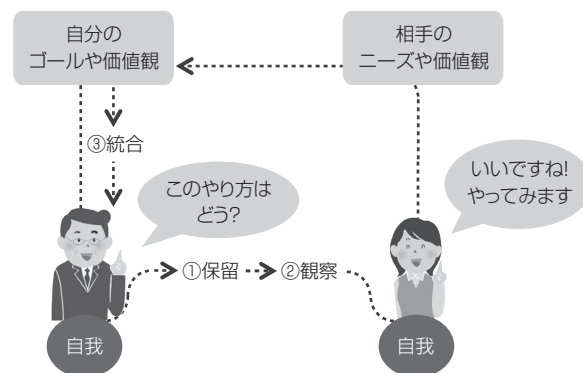 自分の
ゴールや価値観
相手の
ニーズや価値観
③統合
このやり方は
どう?
いいですね!
やってみます
①保留
②観察
自我
自我